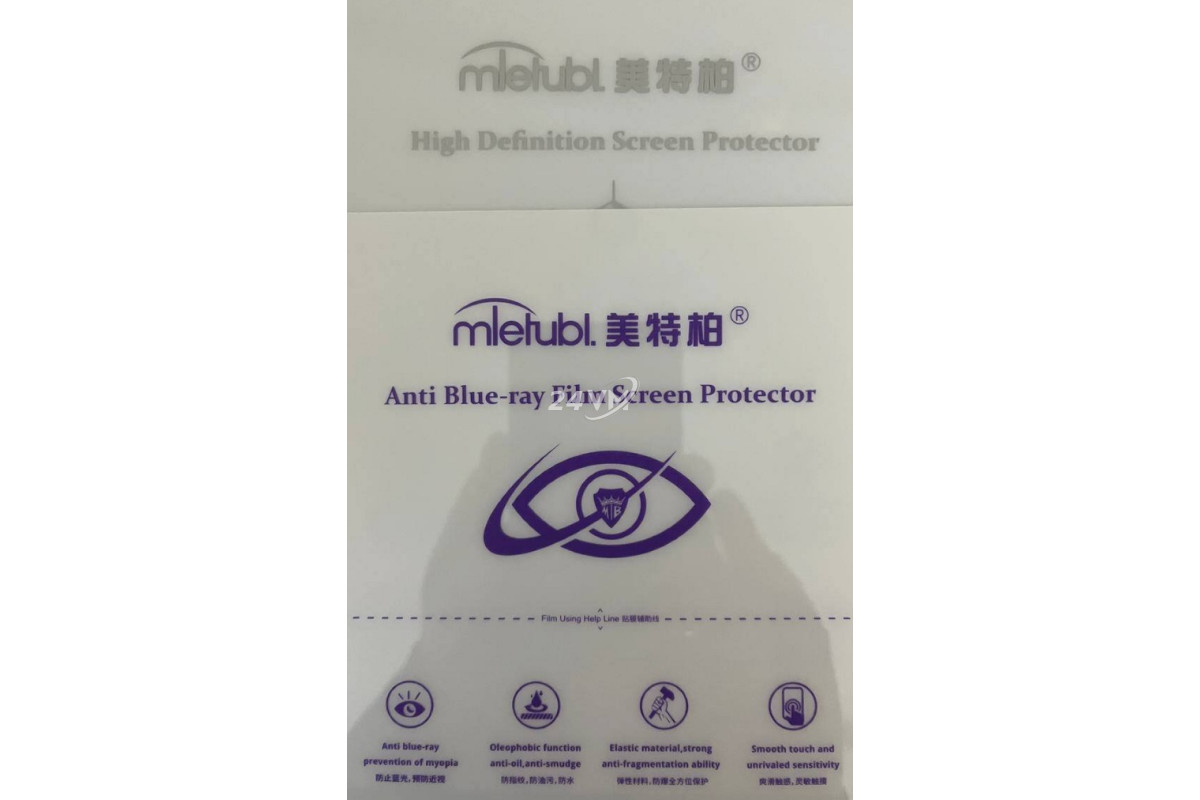 mletubl. 美特柏®
High Definition Screen Protector
mletubl. 美特柏®
Anti Blue-ray Film Screen Protector
24VN
MTB
Film Using Help Line 贴膜辅助线
Anti blue-ray
prevention of myopia
防止蓝光,预防近视
Oleophobic function
anti-oil,anti-smudge
防指纹,防油污、防水
Elastic material,strong
anti-fragmentation ability
弹性材料,防爆全方位保护
Smooth touch and
unrivaled sensitivity
爽滑触感,灵敏触摸